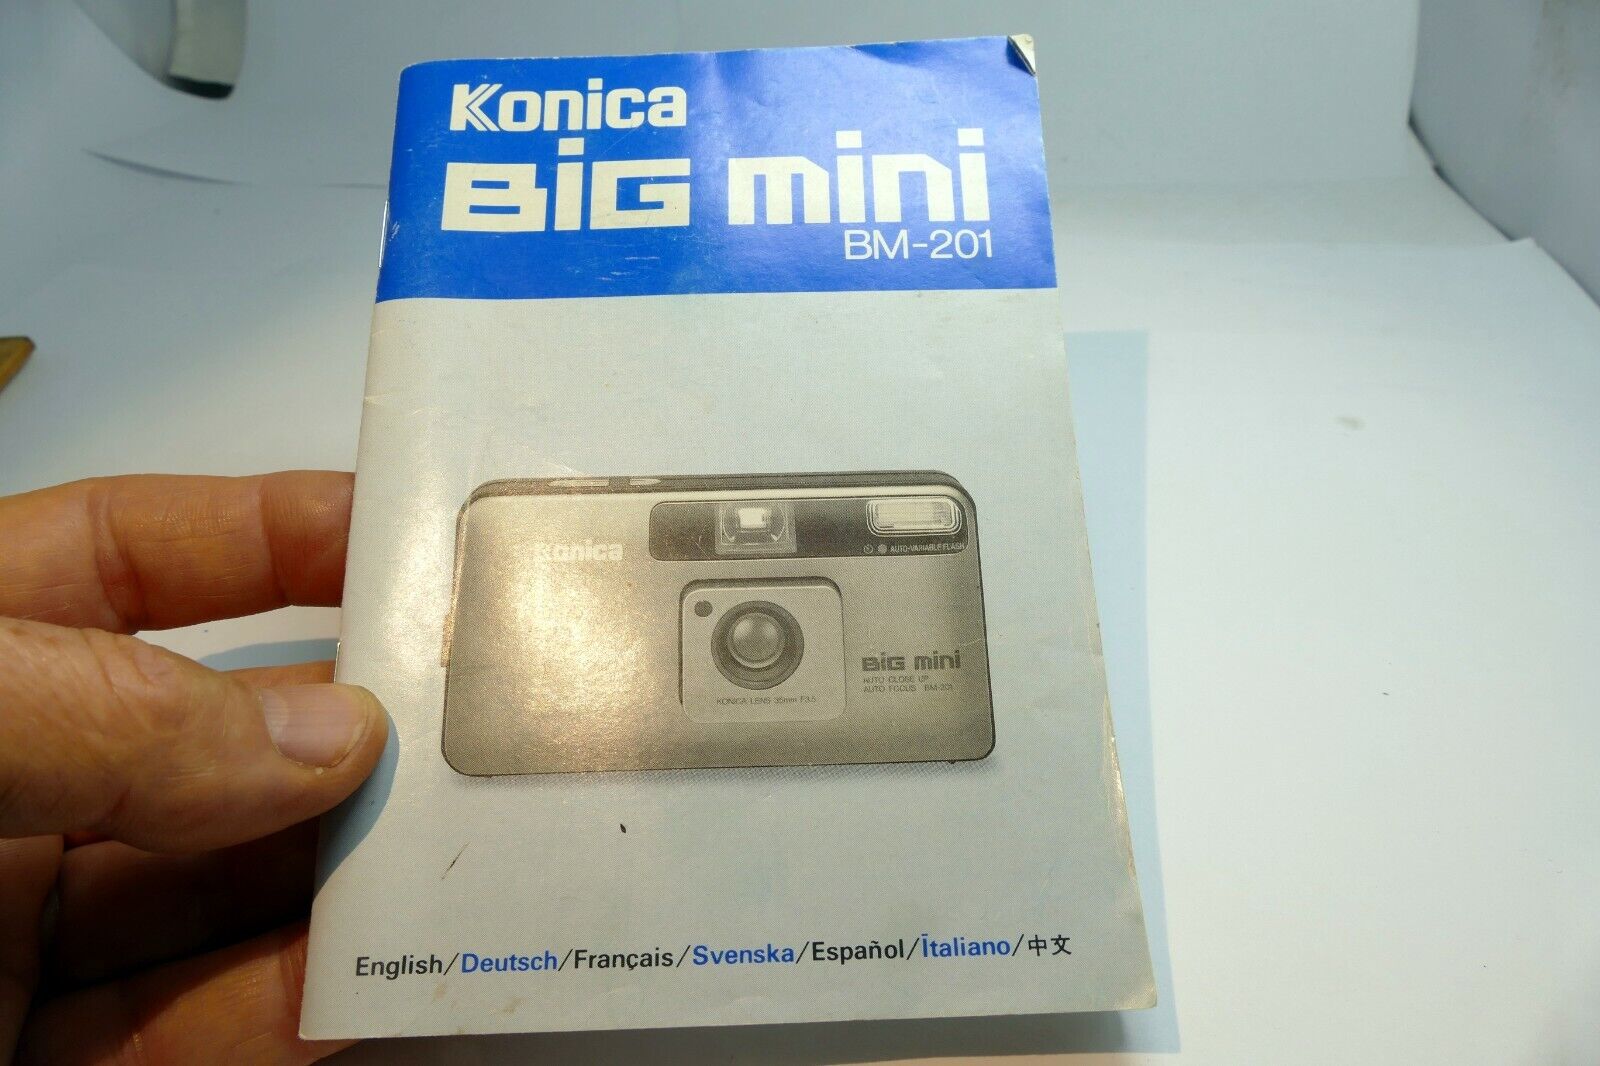 Konica
BiG mini
BM-201
Konica
AUTO-VARIABLE FLASH
KONICA LENS 35mm F3.5
BiG mini
AUTO CLOSE UP
AUTO FOCUS BM-201
English/Deutsch/Français/Svenska/Español/Italiano/中文